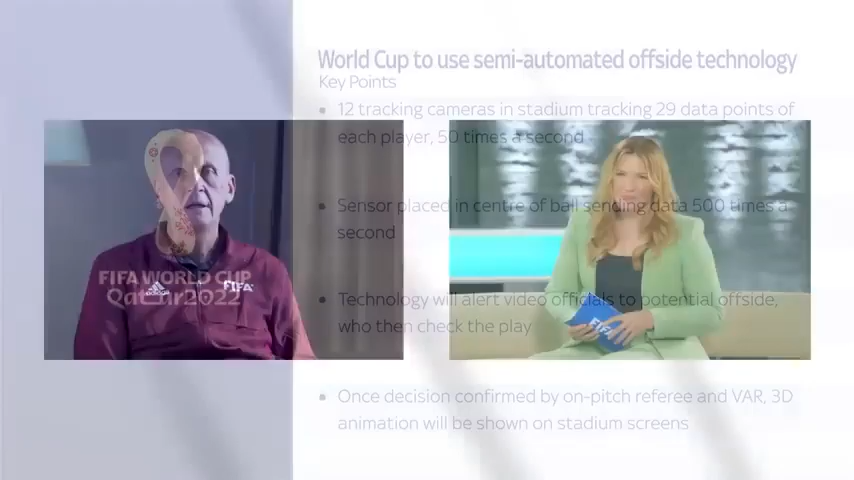 World Cup to use semi-automated offside technology
Key Points
• 12 tracking cameras in stadium tracking 29 data points of
each player, 50 times a second
• Sensor placed in centre of ball sending data 500 times a
second
• Technology will alert video officials to potential offside,
who then check the play
• Once decision confirmed by on-pitch referee and VAR, 3D
animation will be shown on stadium screens
FIFA WORLD CUP
Qatar2022
adidas
FIFA
FIFA